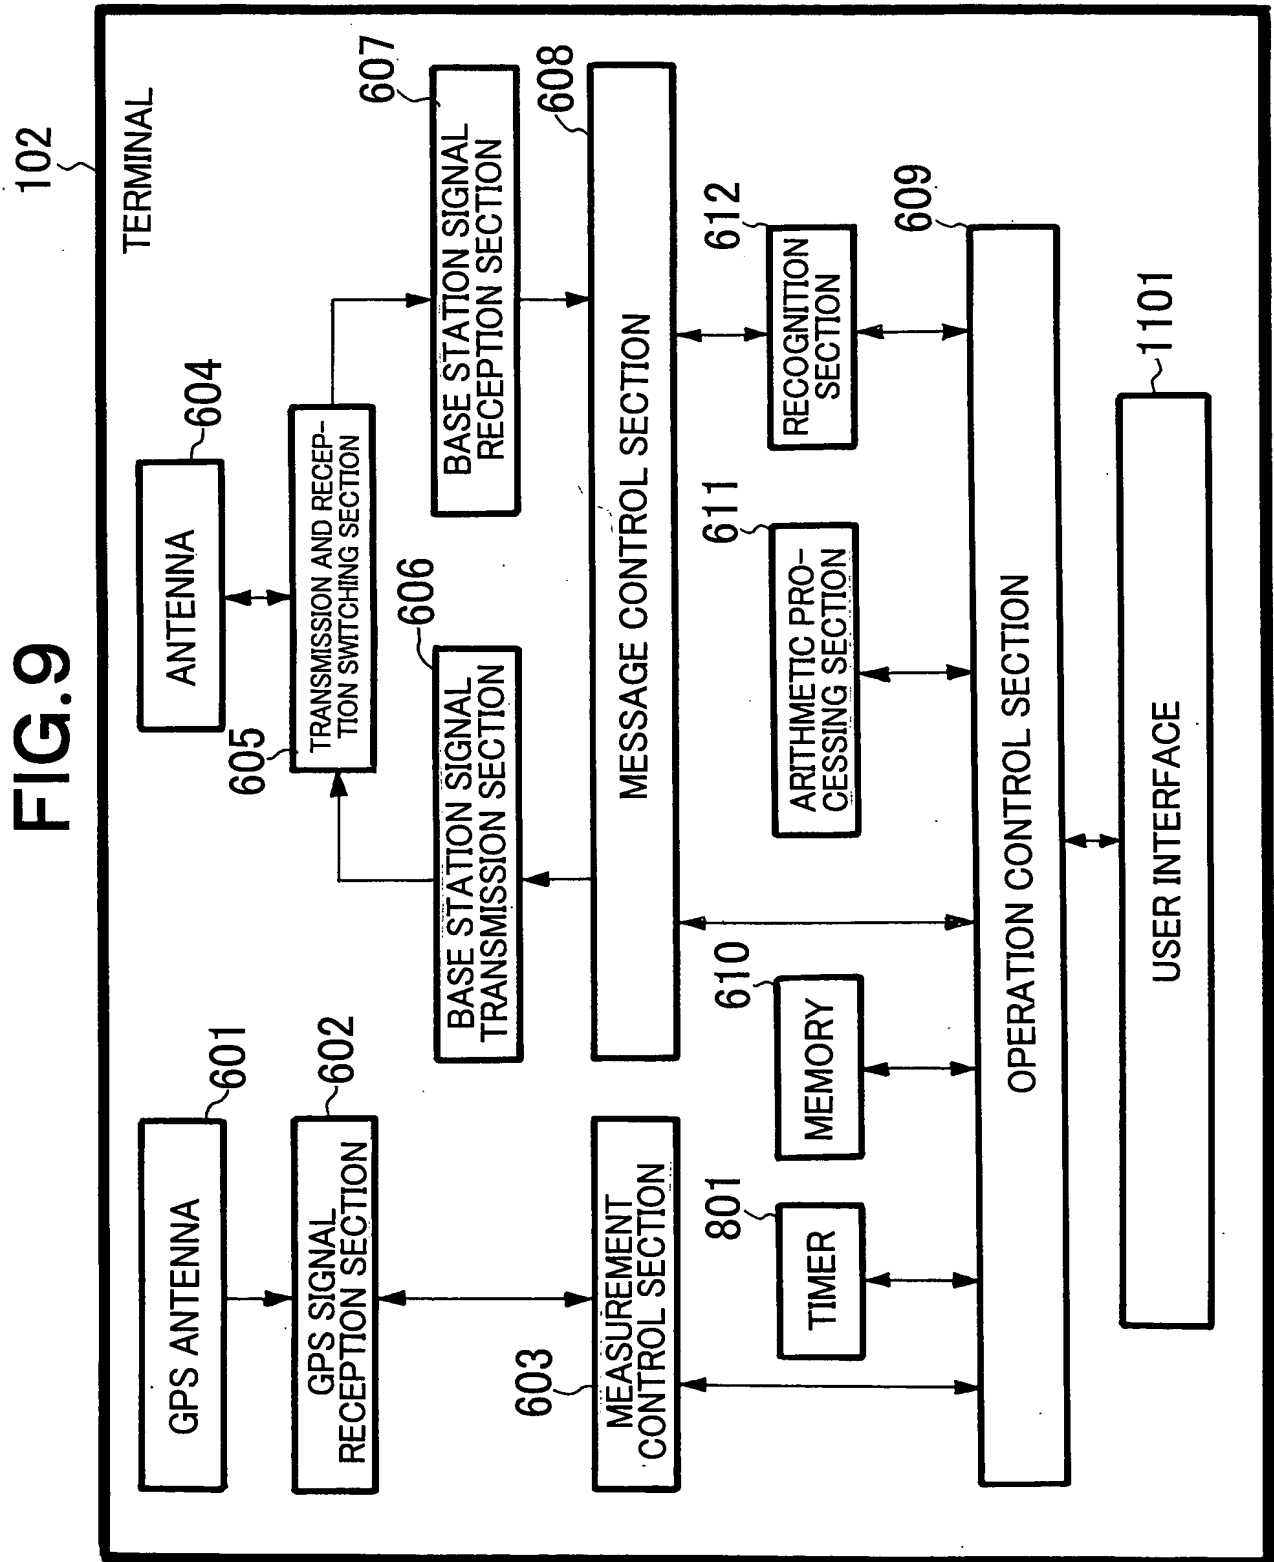 FIG.9
102
TERMINAL
GPS ANTENNA
601
ANTENNA
604
GPS SIGNAL
RECEPTION SECTION
602
605
TRANSMISSION AND RECEP-
TION SWITCHING SECTION
BASE STATION SIGNAL
TRANSMISSION SECTION
606
BASE STATION SIGNAL
RECEPTION SECTION
607
603
MEASUREMENT
CONTROL SECTION
MESSAGE CONTROL SECTION
608
TIMER
801
MEMORY
610
ARITHMETIC PRO-
CESSING SECTION
611
RECOGNITION
SECTION
612
OPERATION CONTROL SECTION
609
USER INTERFACE
1101